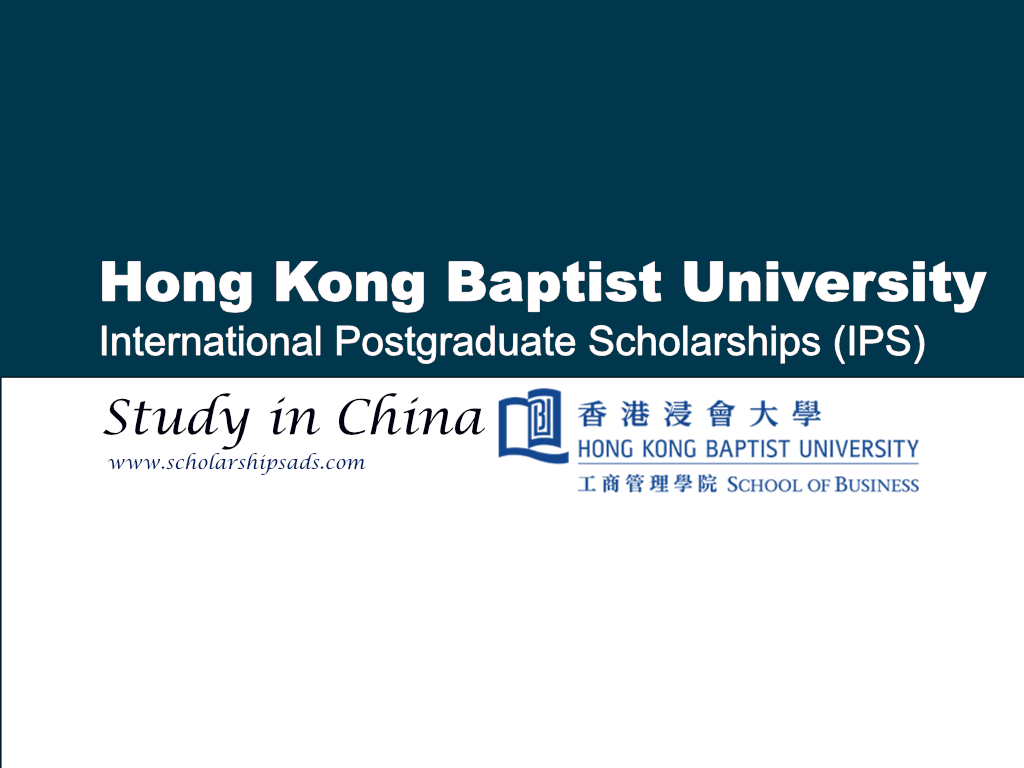 Hong Kong Baptist University
International Postgraduate Scholarships (IPS)
Study in China
www.scholarshipsads.com
香港浸會大學
HONG KONG BAPTIST UNIVERSITY
工商管理學院 SCHOOL OF BUSINESS